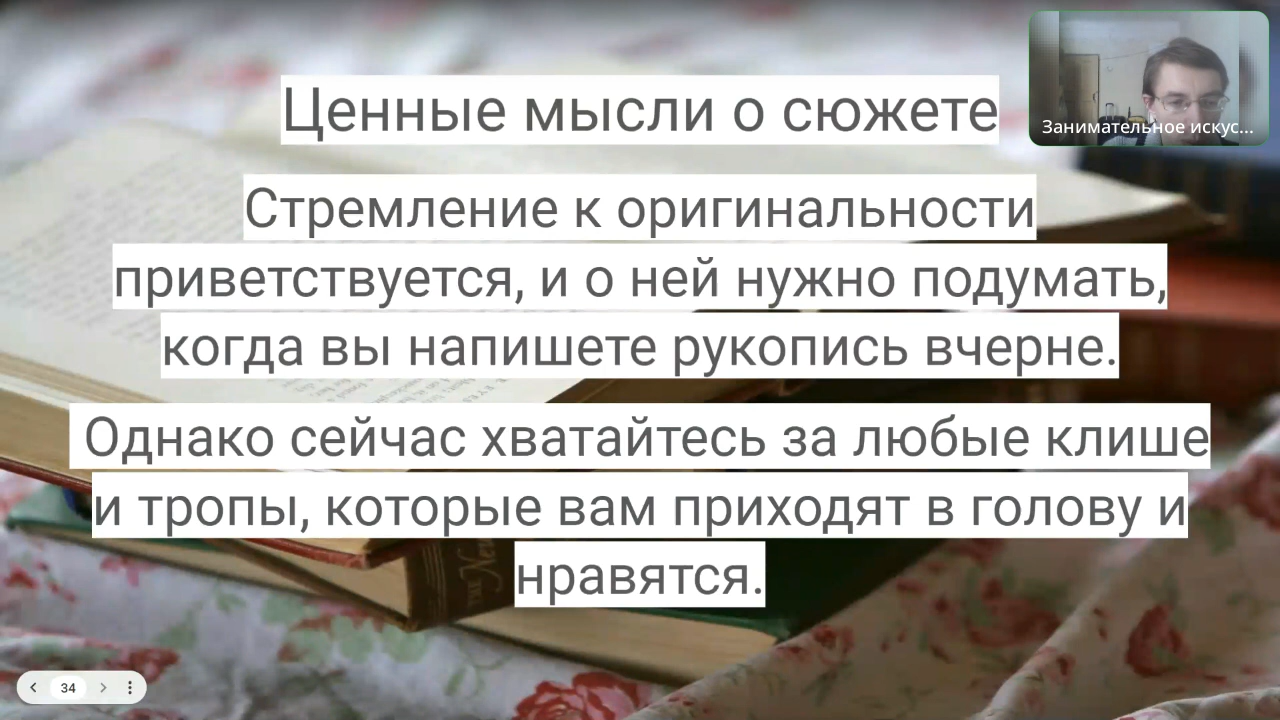 Ценные мысли о сюжете
Занимательное искус...
Стремление к оригинальности
приветствуется, и о ней нужно подумать,
когда вы напишете рукопись вчерне.
Однако сейчас хватайтесь за любые клише
и тропы, которые вам приходят в голову и
нравятся.
34